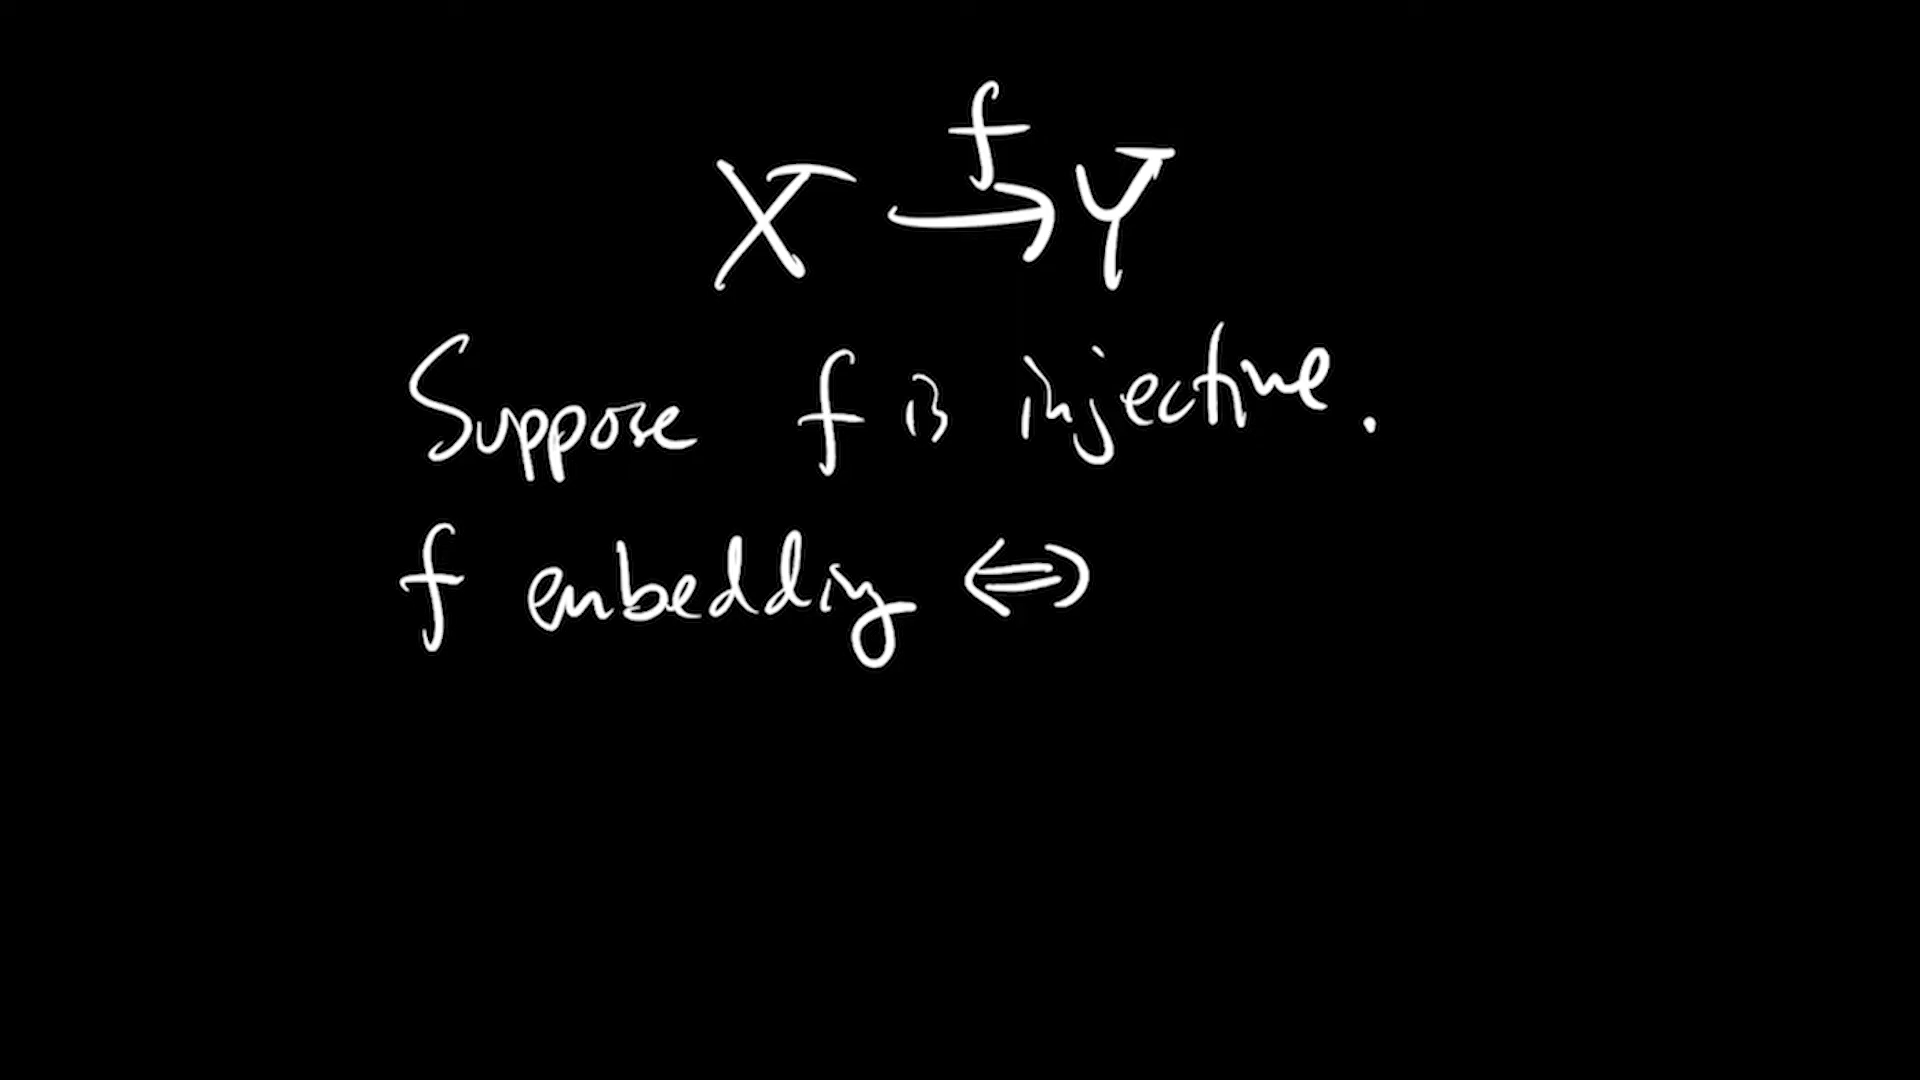 X →f Y
Suppose f is injective.
f embedding ⇔